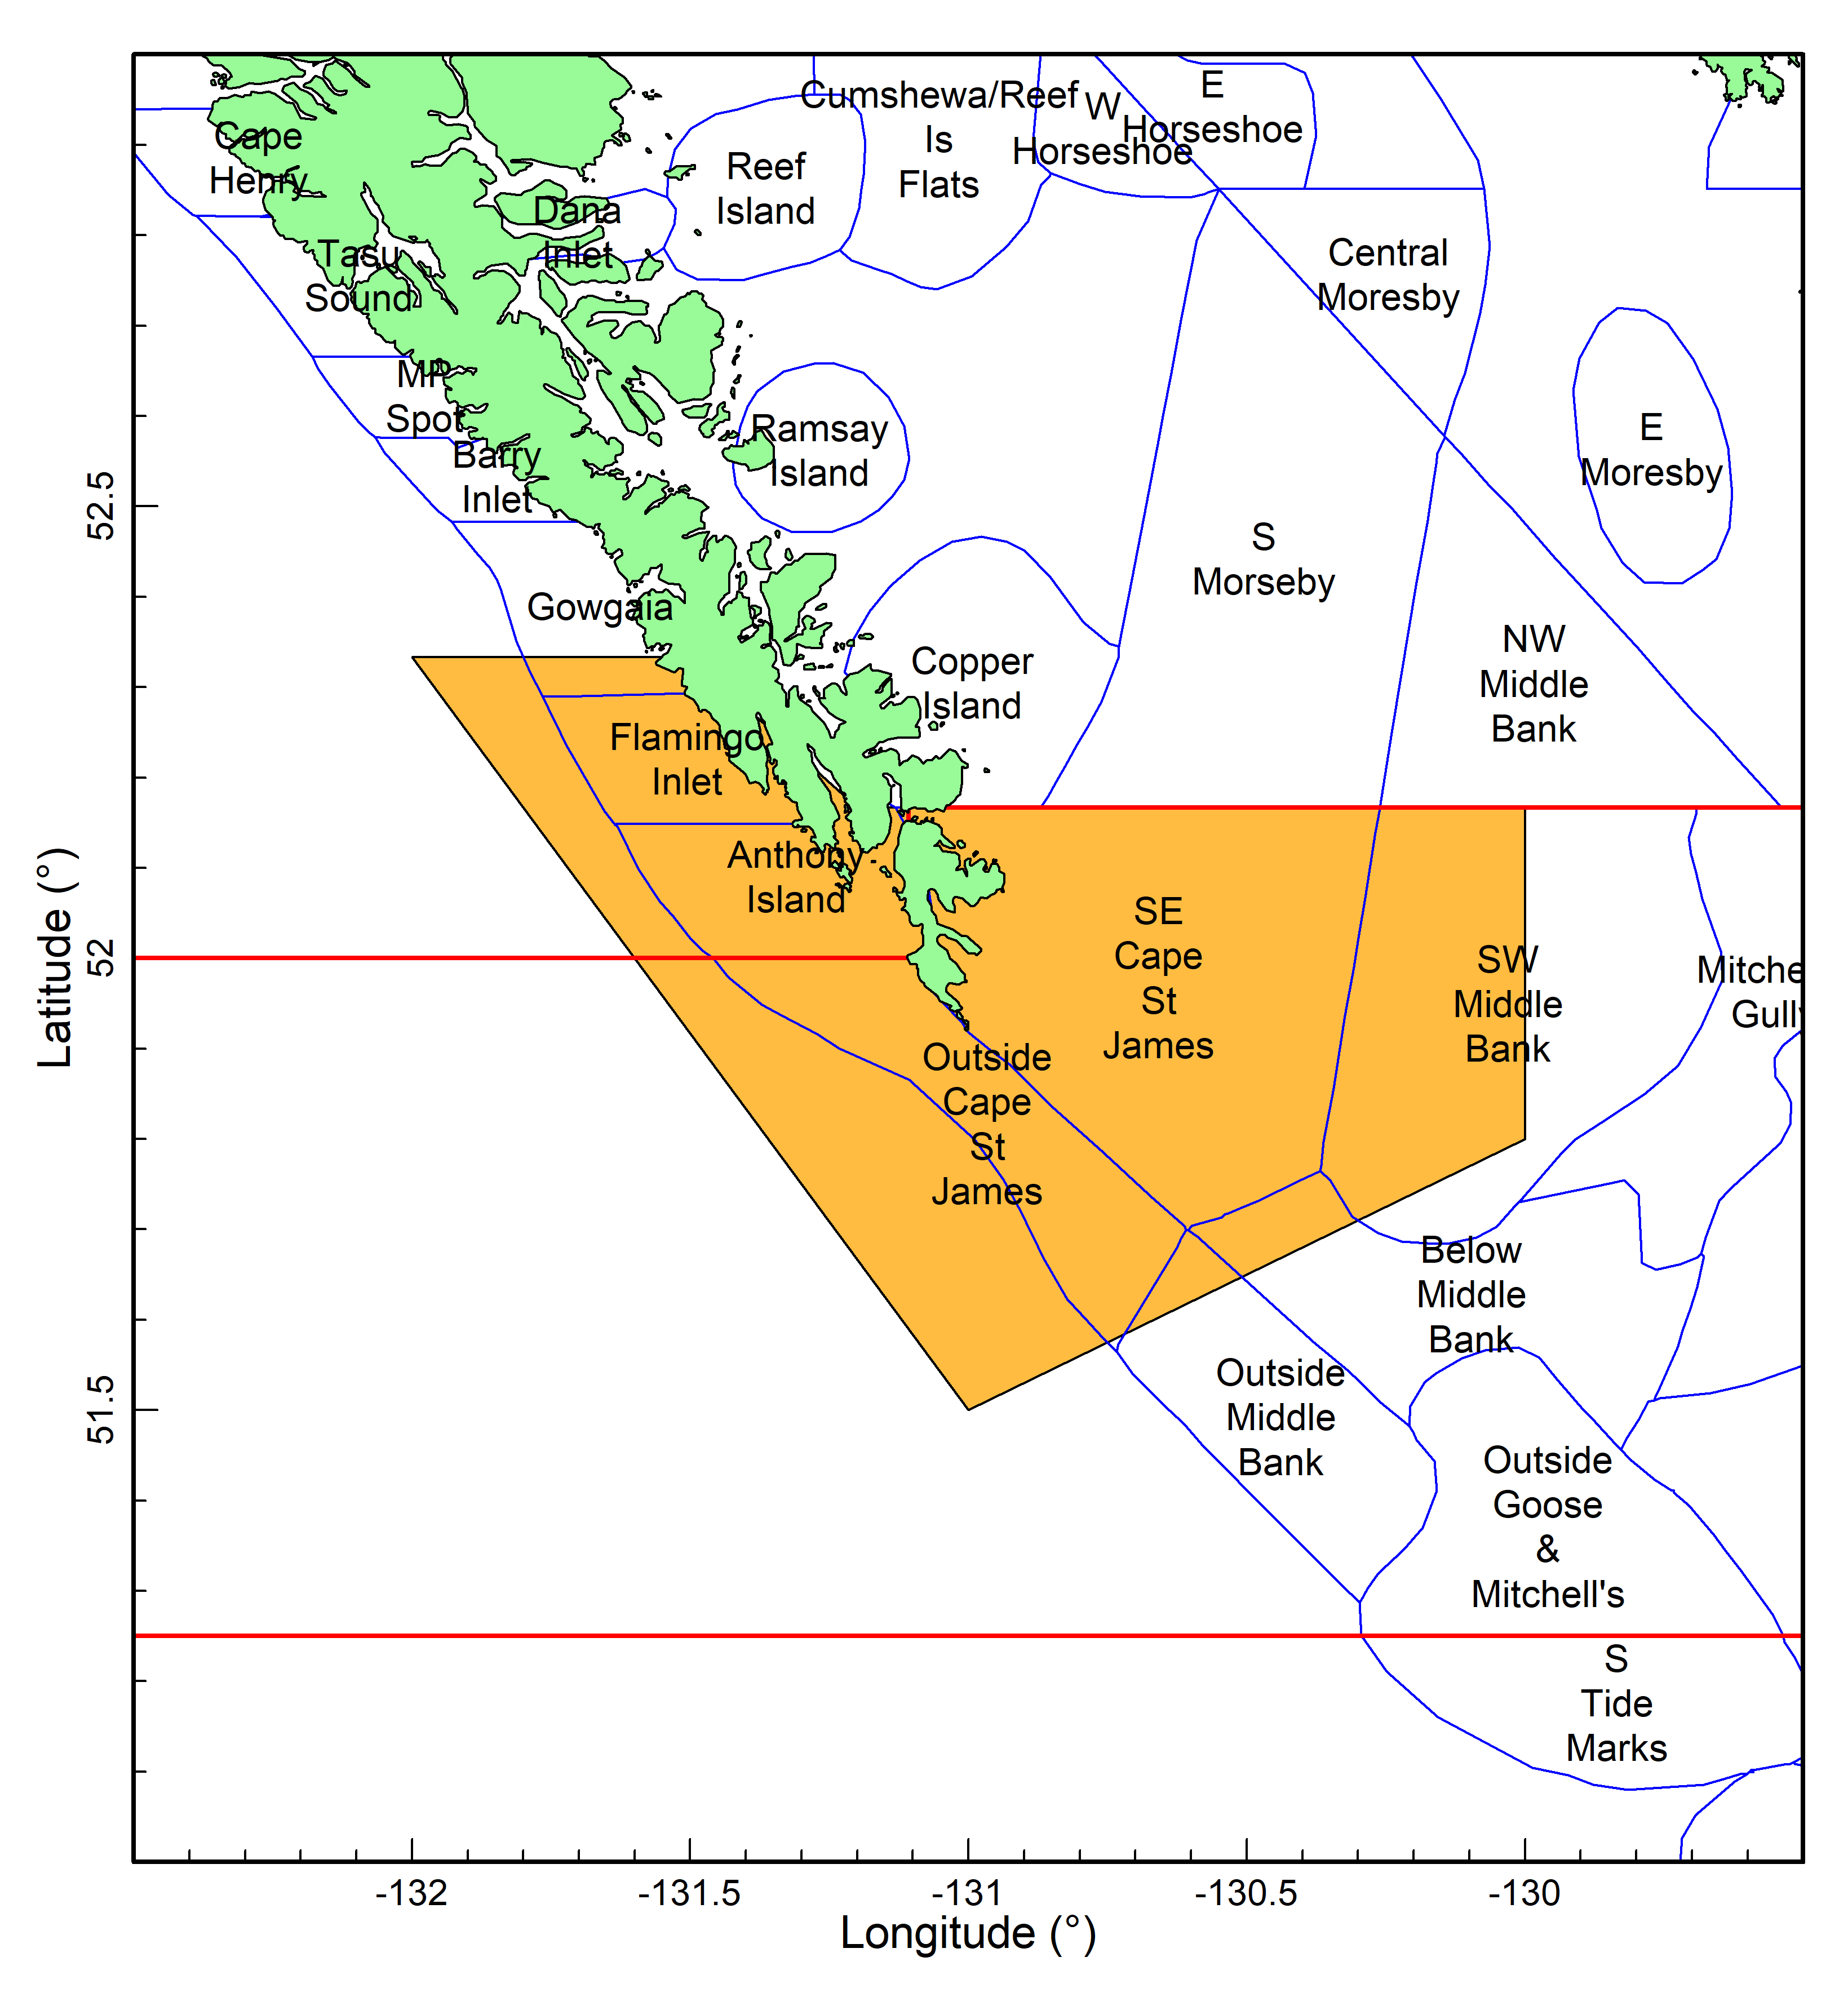 Cumshewa/Reef
Is
Flats
W
Horseshoe
E
Horseshoe
Cape
Henry
Reef
Island
Dana
Inlet
Tasu
Sound
Central
Moresby
MP
Spot
Barry
Inlet
Ramsay
Island
E
Moresby
S
Morseby
Gowgaia
Copper
Island
NW
Middle
Bank
Flamingo
Inlet
Anthony
Island
SE
Cape
St
James
SW
Middle
Bank
Mitche
Gull
Outside
Cape
St
James
Below
Middle
Bank
Outside
Middle
Bank
Outside
Goose
&
Mitchell's
S
Tide
Marks
52.5
52
51.5
Latitude (°)
-132
-131.5
-131
-130.5
-130
Longitude (°)